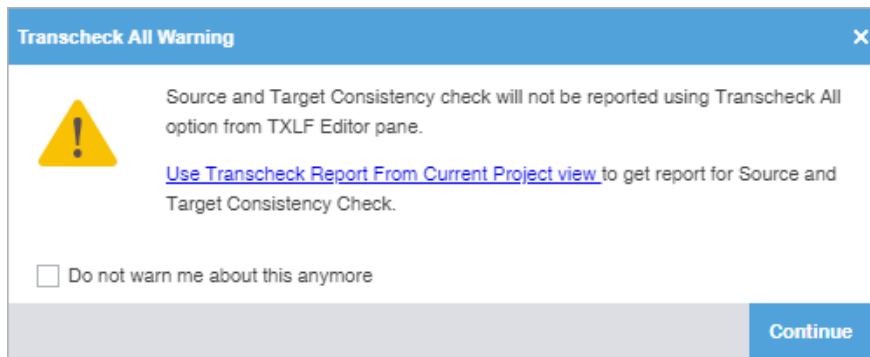 Transcheck All Warning
Source and Target Consistency check will not be reported using Transcheck All
option from TXLF Editor pane.
Use Transcheck Report From Current Project view to get report for Source and
Target Consistency Check.
Do not warn me about this anymore
Continue